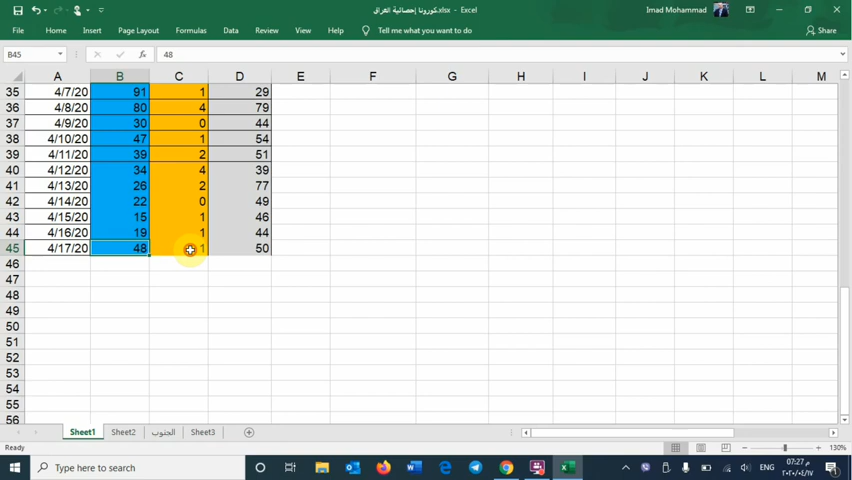 كورونا إحصائية العراق.xlsx - Excel
Imad Mohammad
File Home Insert Page Layout Formulas Data Review View Help Tell me what you want to do Share
B45 fx 48
A B C D E F G H I J K L M
35 4/7/20 91 1 29
36 4/8/20 80 4 79
37 4/9/20 30 0 44
38 4/10/20 47 1 54
39 4/11/20 39 2 51
40 4/12/20 34 4 39
41 4/13/20 26 2 77
42 4/14/20 22 0 49
43 4/15/20 15 1 46
44 4/16/20 19 1 44
45 4/17/20 48 1 50
46
47
48
49
50
51
52
53
54
55
56
Sheet1 Sheet2 الجنوب Sheet3
Ready 130%
Type here to search ENG م 07:27
٢٠٢٠/٠٤/١٧